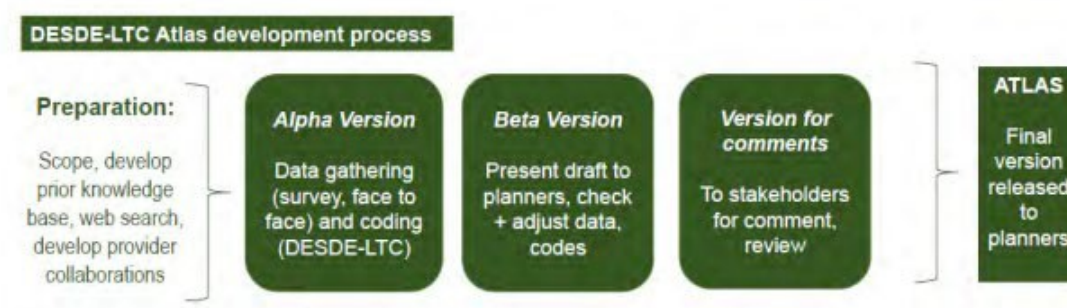 DESDE-LTC Atlas development process
Preparation:
Scope, develop
prior knowledge
base, web search,
develop provider
collaborations
Alpha Version
Data gathering
(survey, face to
face) and coding
(DESDE-LTC)
Beta Version
Present draft to
planners, check
+ adjust data,
codes
Version for
comments
To stakeholders
for comment,
review
ATLAS
Final
version
released
to
planners